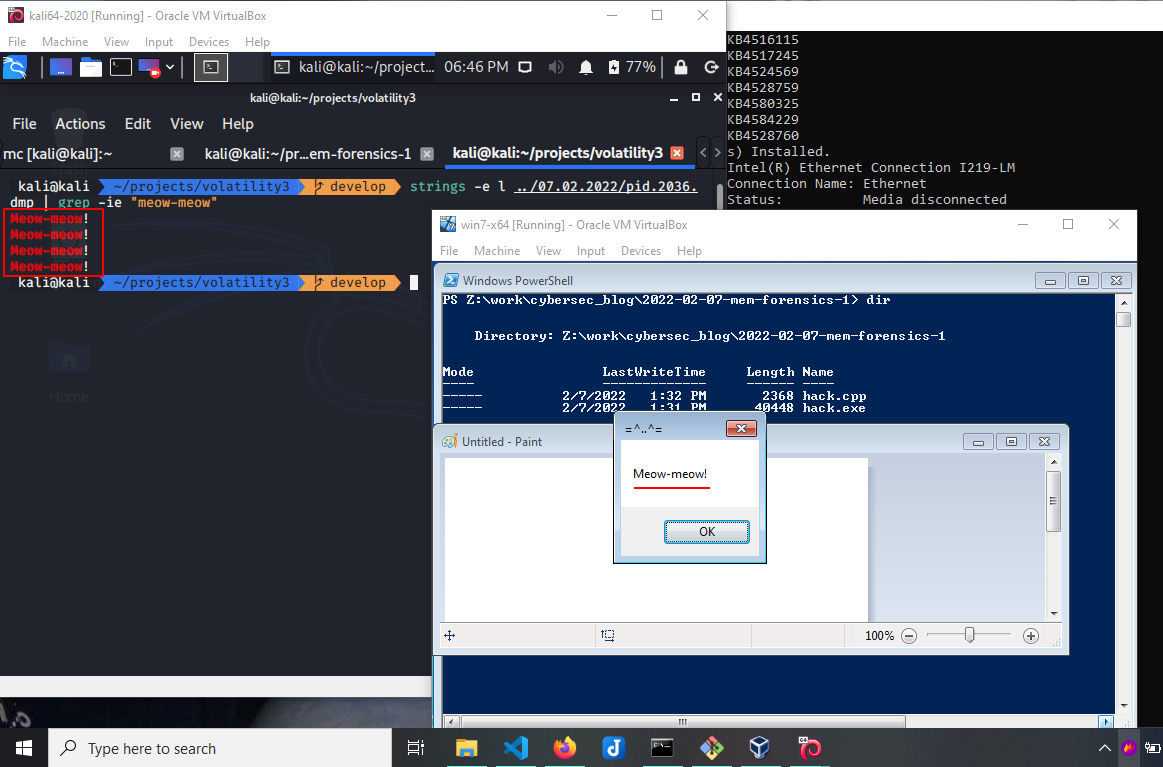 kali64-2020 [Running] - Oracle VM VirtualBox
File Machine View Input Devices Help
kali@kali:~/project... 06:46 PM 77%
kali@kali:~/projects/volatility3
File Actions Edit View Help
mc [kali@kali]:~ kali@kali:~/pr...em-forensics-1 kali@kali:~/projects/volatility3
kali@kali ~/projects/volatility3 develop strings -e l ../07.02.2022/pid.2036.
dmp | grep -ie "meow-meow"
Meow-meow!
Meow-meow!
Meow-meow!
Meow-meow!
kali@kali ~/projects/volatility3 develop
Home
KB4516115
KB4517245
KB4524569
KB4528759
KB4580325
KB4584229
KB4528760
s) Installed.
Intel(R) Ethernet Connection I219-LM
Connection Name: Ethernet
Status: Media disconnected
win7-x64 [Running] - Oracle VM VirtualBox
File Machine View Input Devices Help
Windows PowerShell
PS Z:\work\cybersec_blog\2022-02-07-mem-forensics-1> dir
Directory: Z:\work\cybersec_blog\2022-02-07-mem-forensics-1
Mode LastWriteTime Length Name
---- ------------- ------ ----
----- 2/7/2022 1:32 PM 2368 hack.cpp
----- 2/7/2022 1:31 PM 40448 hack.exe
Untitled - Paint
=^..^=
Meow-meow!
OK
100%
Type here to search